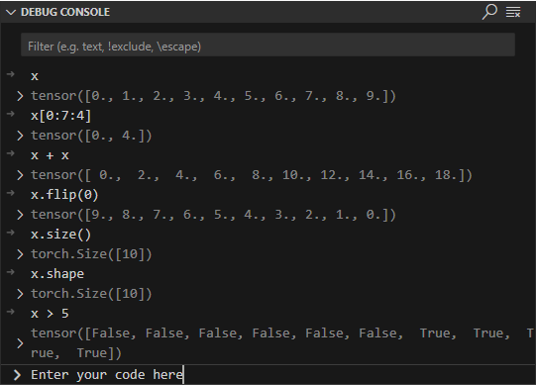 DEBUG CONSOLE
Filter (e.g. text, !exclude, \escape)
x
tensor([0., 1., 2., 3., 4., 5., 6., 7., 8., 9.])
x[0:7:4]
tensor([0., 4.])
x + x
tensor([ 0.,  2.,  4.,  6.,  8., 10., 12., 14., 16., 18.])
x.flip(0)
tensor([9., 8., 7., 6., 5., 4., 3., 2., 1., 0.])
x.size()
torch.Size([10])
x.shape
torch.Size([10])
x > 5
tensor([False, False, False, False, False, False,  True,  True,  T
rue,  True])
Enter your code here